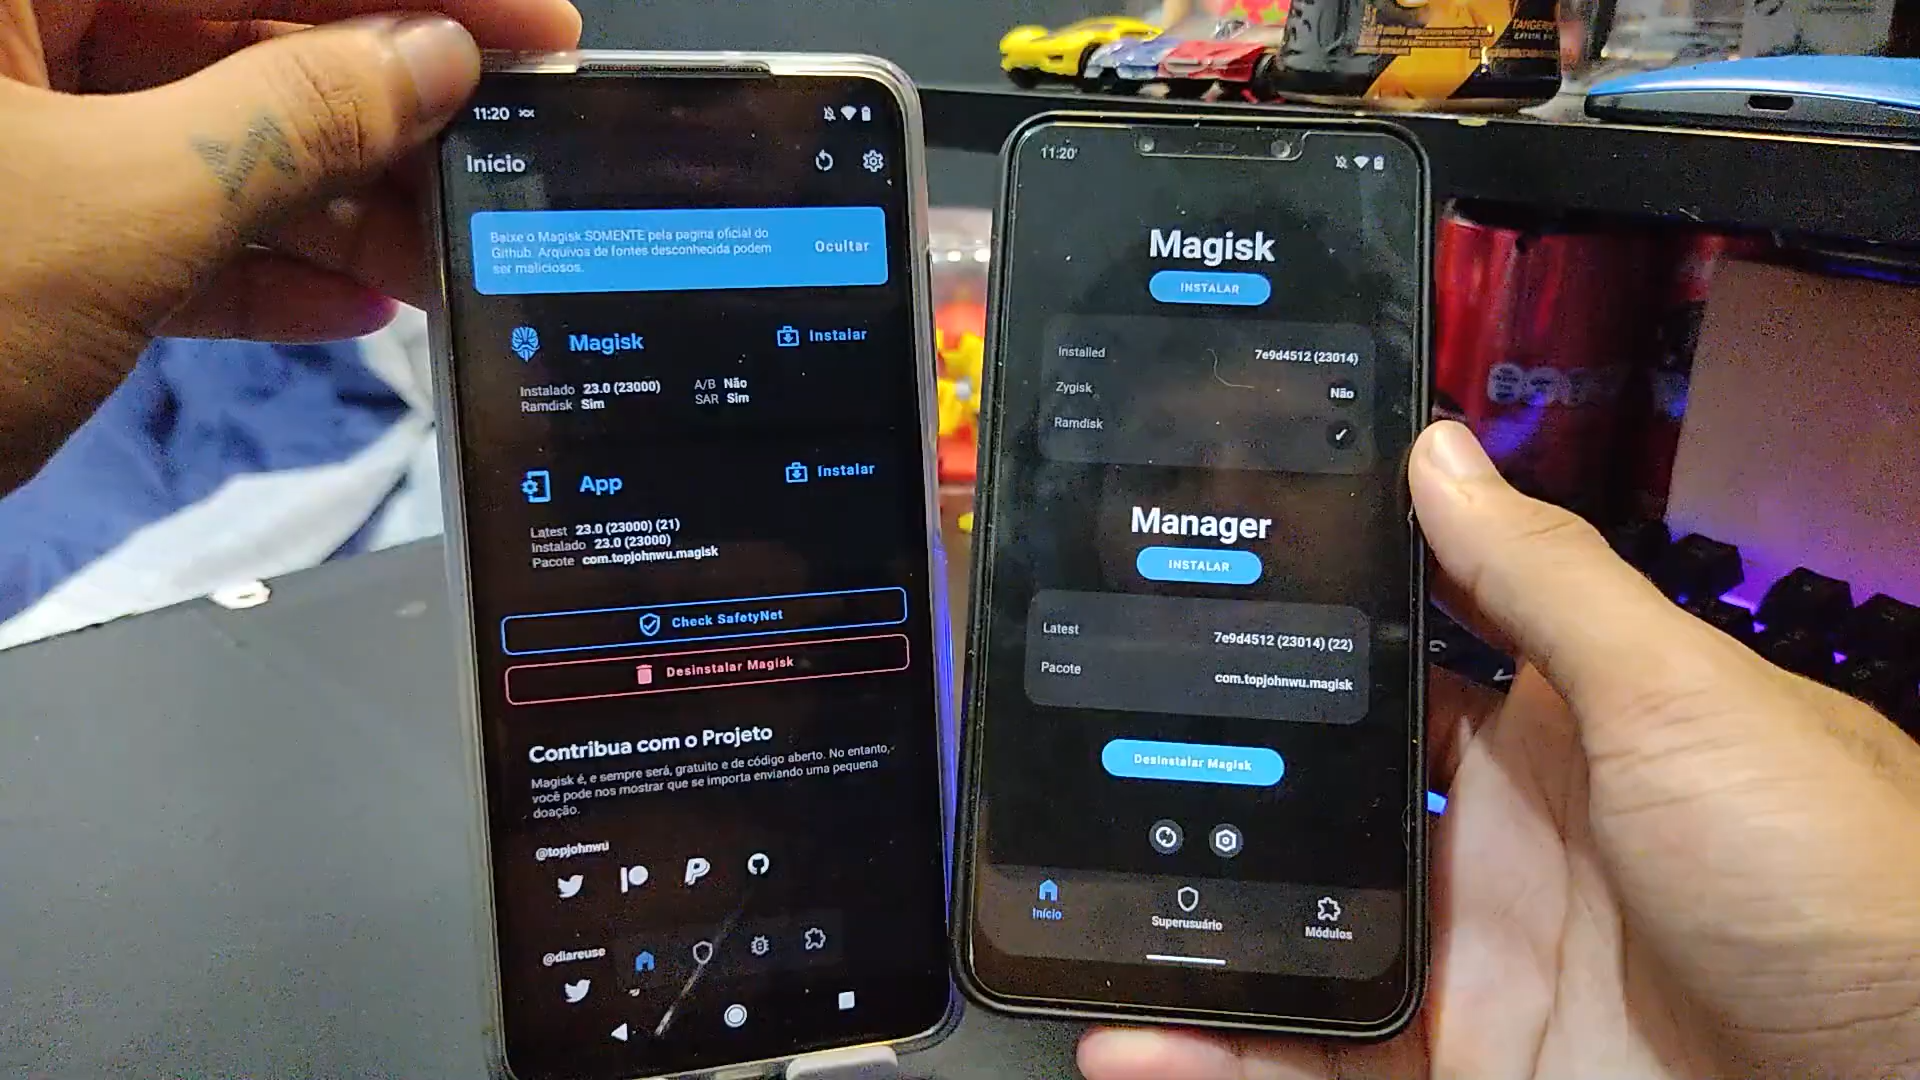 11:20
Início
Baixe o Magisk SOMENTE pela pagina oficial do
Github. Arquivos de fontes desconhecida podem
ser maliciosos.
Ocultar
Magisk
Instalar
Instalado 23.0 (23000)
A/B Não
Ramdisk Sim
SAR Sim
App
Instalar
Latest 23.0 (23000) (21)
Instalado 23.0 (23000)
Pacote com.topjohnwu.magisk
Check SafetyNet
Desinstalar Magisk
Contribua com o Projeto
Magisk é, e sempre será, gratuito e de código aberto. No entanto,
você pode nos mostrar que se importa enviando uma pequena
doação.
@topjohnwu
@diareuse
11:20
Magisk
INSTALAR
Installed 7e9d4512 (23014)
Zygisk Não
Ramdisk
Manager
INSTALAR
Latest 7e9d4512 (23014) (22)
Pacote com.topjohnwu.magisk
Desinstalar Magisk
Início
Superusuário
Módulos